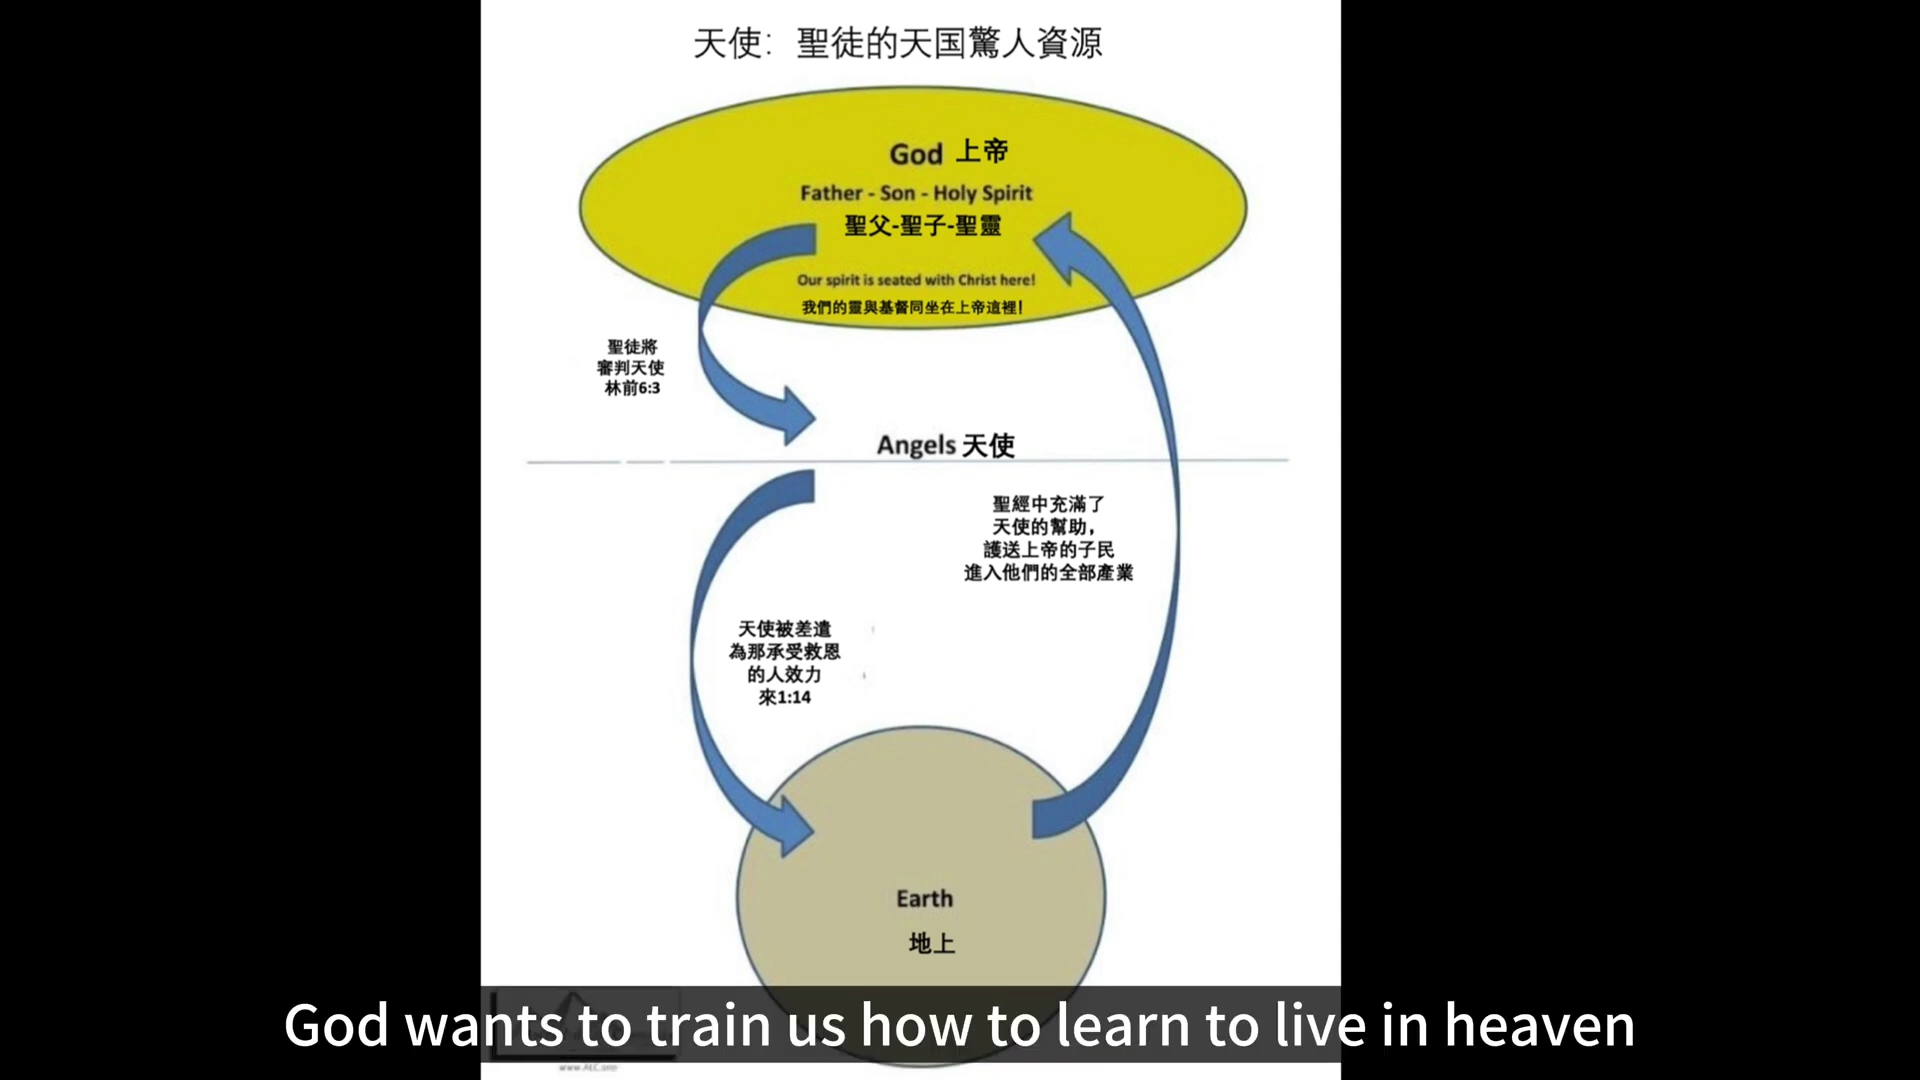 天使：聖徒的天国驚人資源
God 上帝
Father - Son - Holy Spirit
聖父-聖子-聖靈
Our spirit is seated with Christ here!
我們的靈與基督同坐在上帝這裡!
聖徒將
審判天使
林前6:3
Angels 天使
聖經中充滿了
天使的幫助，
護送上帝的子民
進入他們的全部產業
天使被差遣
為那承受救恩
的人效力
來1:14
Earth
地上
God wants to train us how to learn to live in heaven